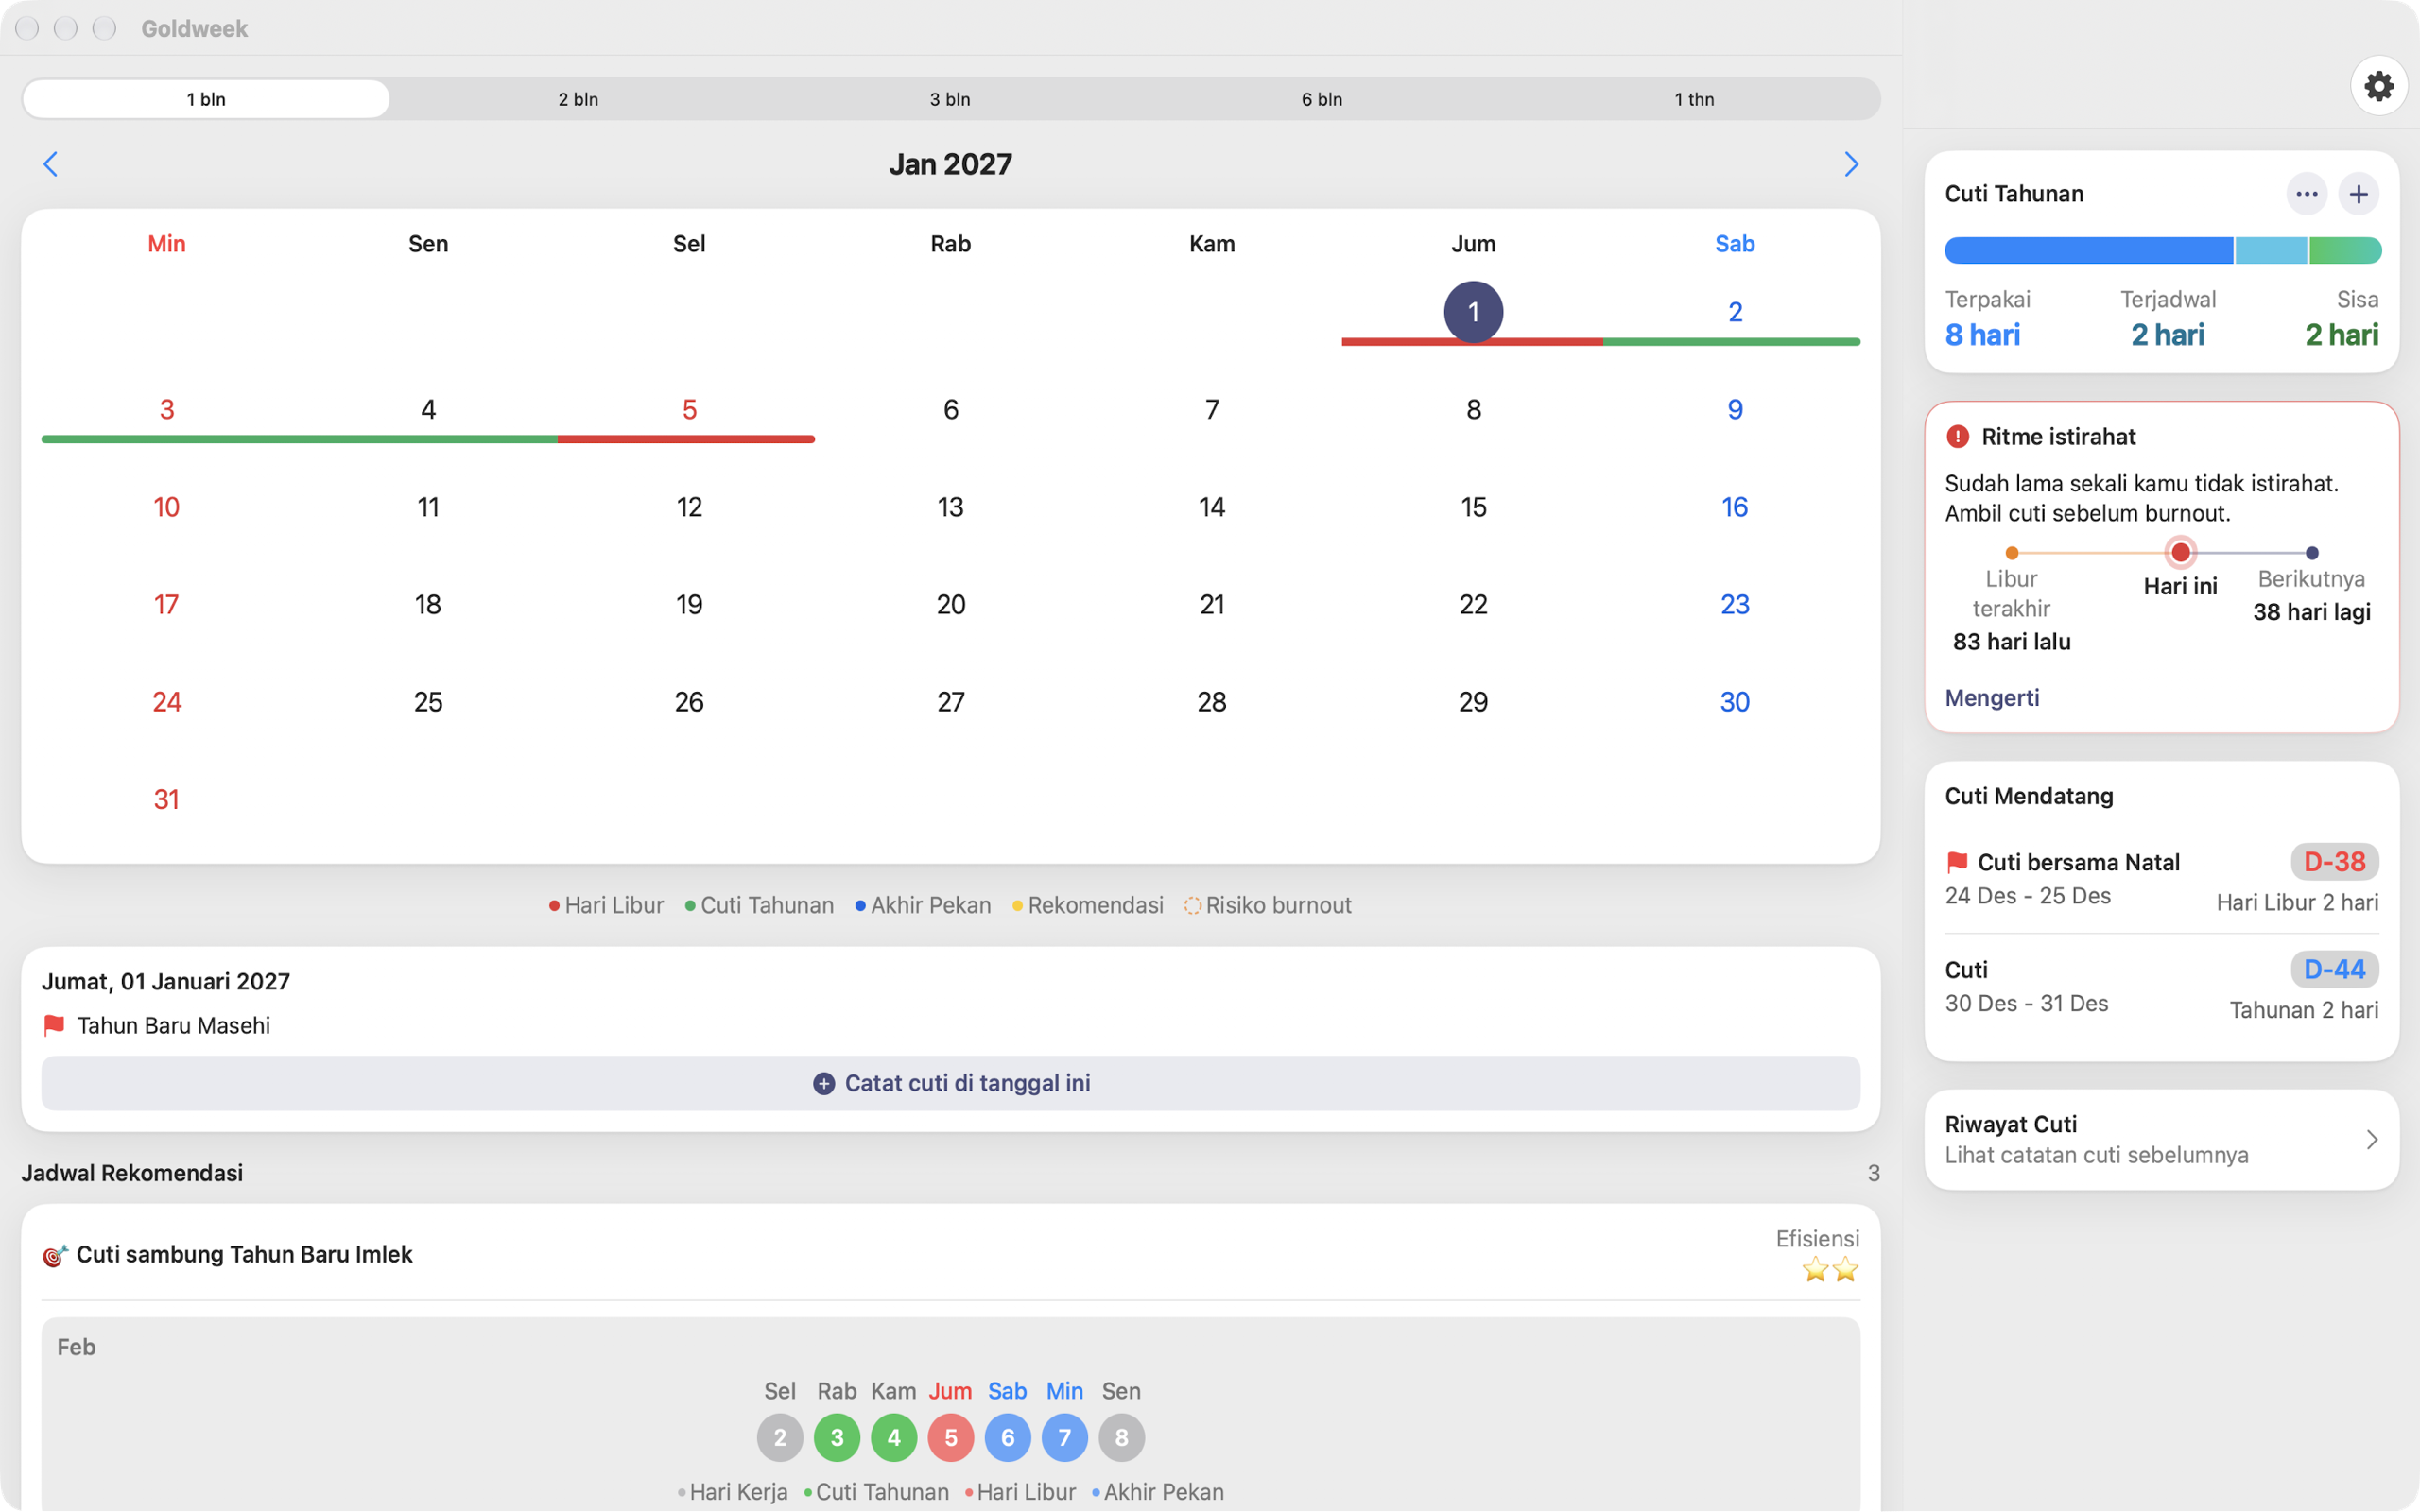 Goldweek
1 bln 2 bln 3 bln 6 bln 1 thn
Jan 2027
Min Sen Sel Rab Kam Jum Sab
1 2
3 4 5 6 7 8 9
10 11 12 13 14 15 16
17 18 19 20 21 22 23
24 25 26 27 28 29 30
31
Hari Libur Cuti Tahunan Akhir Pekan Rekomendasi Risiko burnout
Jumat, 01 Januari 2027
Tahun Baru Masehi
Catat cuti di tanggal ini
Jadwal Rekomendasi 3
Cuti sambung Tahun Baru Imlek
Efisiensi
Feb
Sel Rab Kam Jum Sab Min Sen
2 3 4 5 6 7 8
Hari Kerja Cuti Tahunan Hari Libur Akhir Pekan
Cuti Tahunan
Terpakai Terjadwal Sisa
8 hari 2 hari 2 hari
Ritme istirahat
Sudah lama sekali kamu tidak istirahat.
Ambil cuti sebelum burnout.
Libur terakhir
83 hari lalu
Hari ini
Berikutnya
38 hari lagi
Mengerti
Cuti Mendatang
Cuti bersama Natal D-38
24 Des - 25 Des Hari Libur 2 hari
Cuti D-44
30 Des - 31 Des Tahunan 2 hari
Riwayat Cuti
Lihat catatan cuti sebelumnya